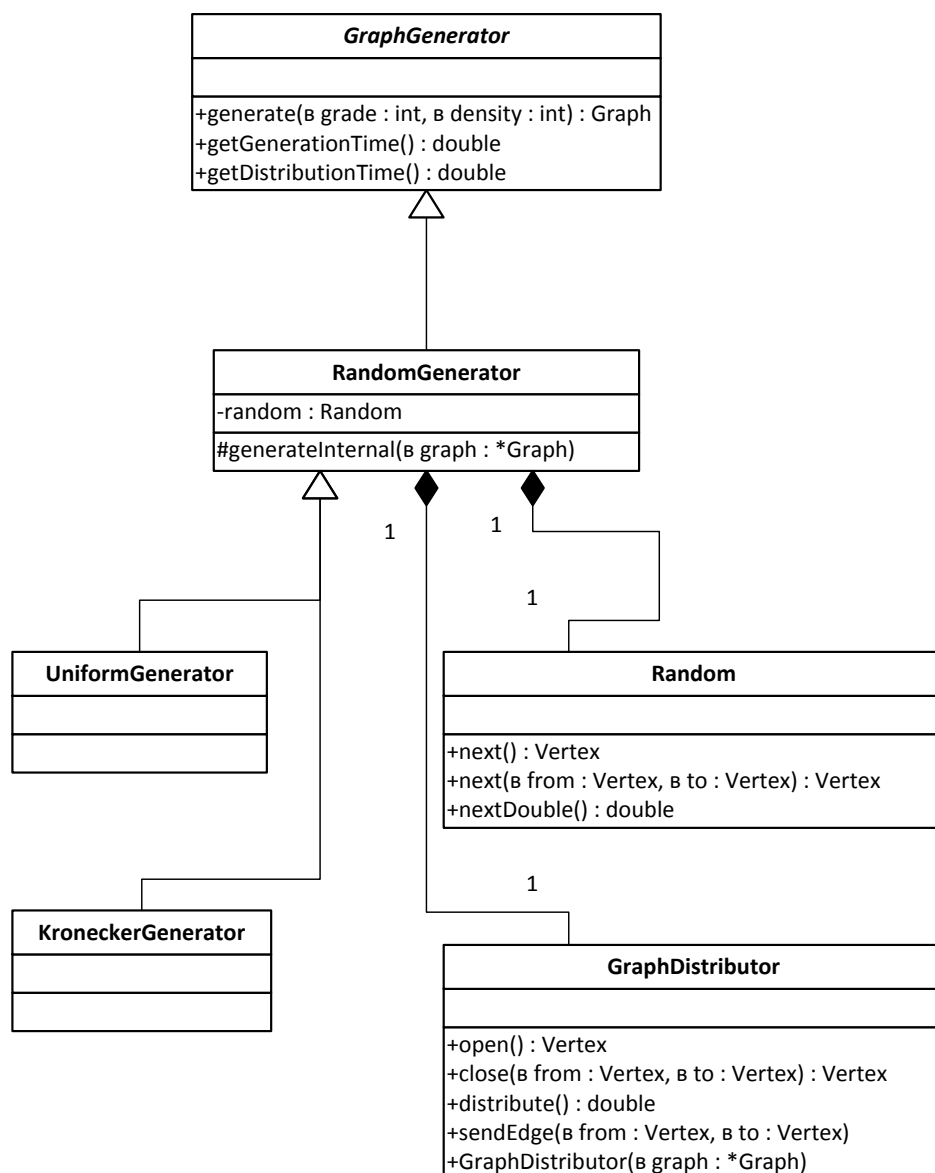 GraphGenerator
+generate(в grade : int, в density : int) : Graph
+getGenerationTime() : double
+getDistributionTime() : double
RandomGenerator
-random : Random
#generateInternal(в graph : *Graph)
1
1
1
UniformGenerator
Random
+next() : Vertex
+next(в from : Vertex, в to : Vertex) : Vertex
+nextDouble() : double
1
KroneckerGenerator
GraphDistributor
+open() : Vertex
+close(в from : Vertex, в to : Vertex) : Vertex
+distribute() : double
+sendEdge(в from : Vertex, в to : Vertex)
+GraphDistributor(в graph : *Graph)